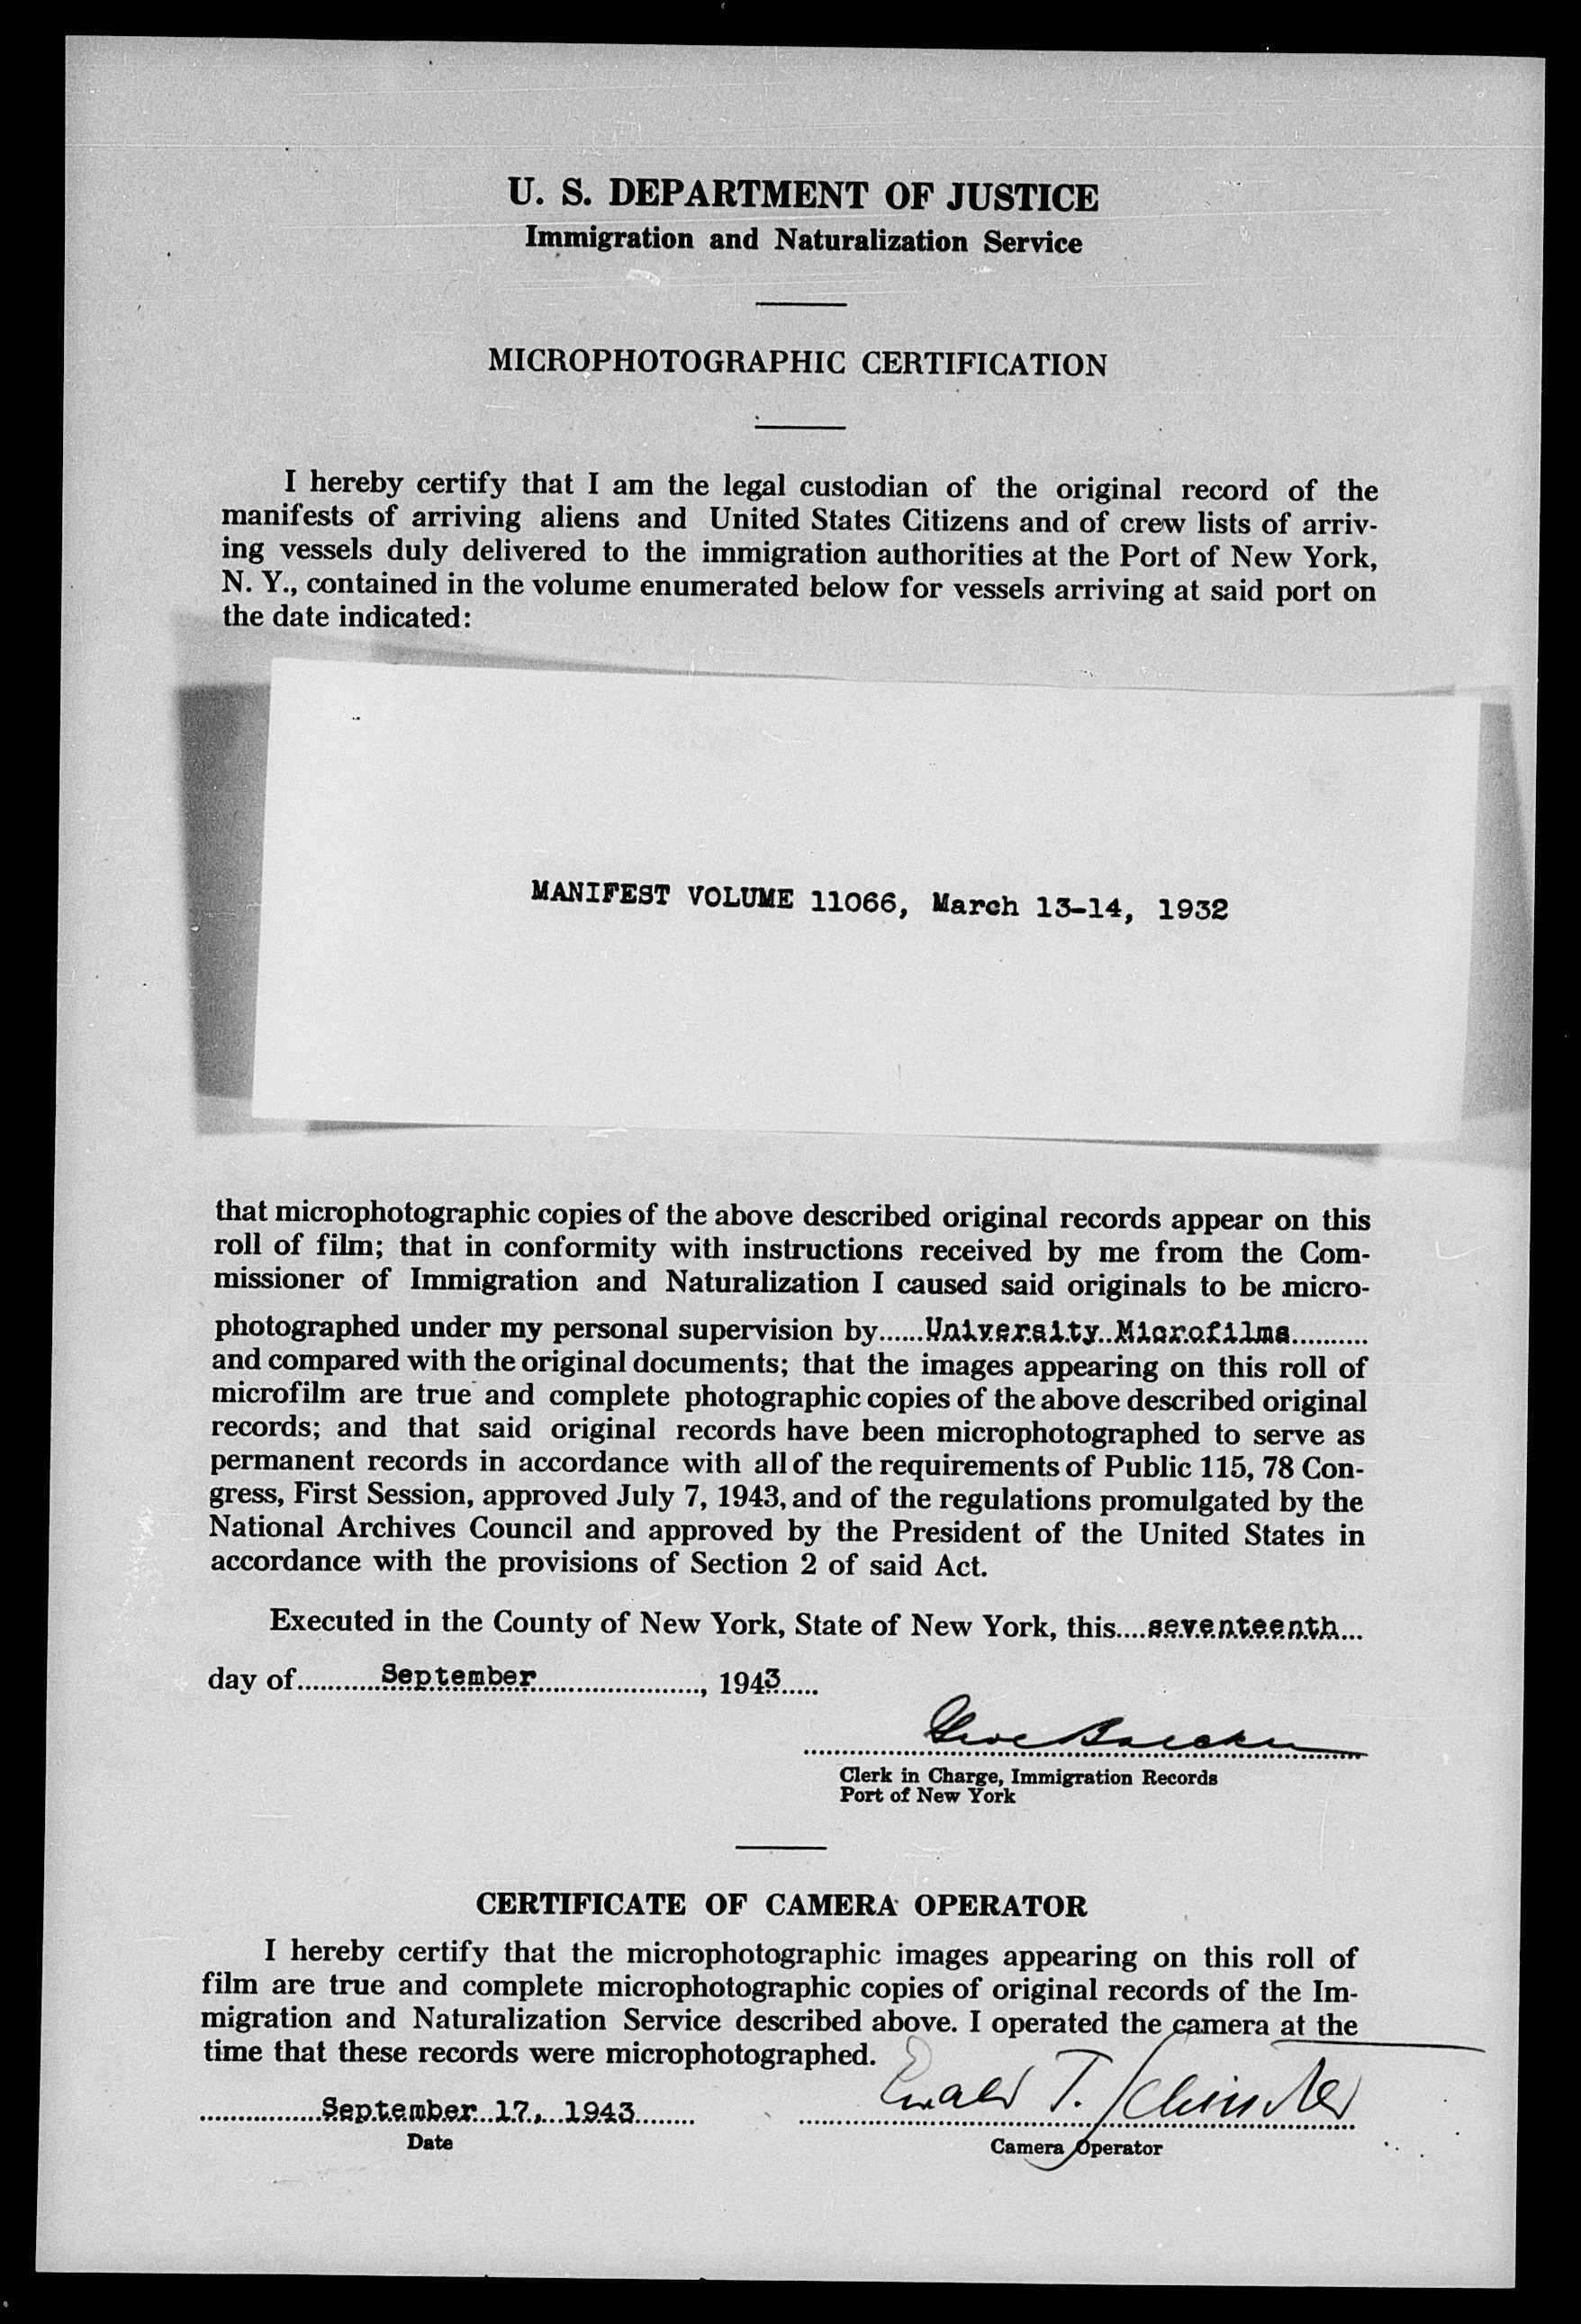 U. S. DEPARTMENT OF JUSTICE
Immigration and Naturalization Service
MICROPHOTOGRAPHIC CERTIFICATION
I hereby certify that I am the legal custodian of the original record of the
manifests of arriving aliens and United States Citizens and of crew lists of arriv-
ing vessels duly delivered to the immigration authorities at the Port of New York,
N. Y., contained in the volume enumerated below for vessels arriving at said port on
the date indicated:
MANIFEST VOLUME 11066, March 13-14, 1932
that microphotographic copies of the above described original records appear on this
roll of film; that in conformity with instructions received by me from the Com-
missioner of Immigration and Naturalization I caused said originals to be micro-
photographed under my personal supervision by......University Microfilms..........
and compared with the original documents; that the images appearing on this roll of
microfilm are true and complete photographic copies of the above described original
records; and that said original records have been microphotographed to serve as
permanent records in accordance with all of the requirements of Public 115, 78 Con-
gress, First Session, approved July 7, 1943, and of the regulations promulgated by the
National Archives Council and approved by the President of the United States in
accordance with the provisions of Section 2 of said Act.
Executed in the County of New York, State of New York, this....seventeenth...
day of...........September......................, 1943......
Clerk in Charge, Immigration Records
Port of New York
CERTIFICATE OF CAMERA OPERATOR
I hereby certify that the microphotographic images appearing on this roll of
film are true and complete microphotographic copies of original records of the Im-
migration and Naturalization Service described above. I operated the camera at the
time that these records were microphotographed.
September 17, 1943 Ewald T.
Date
Camera Operator